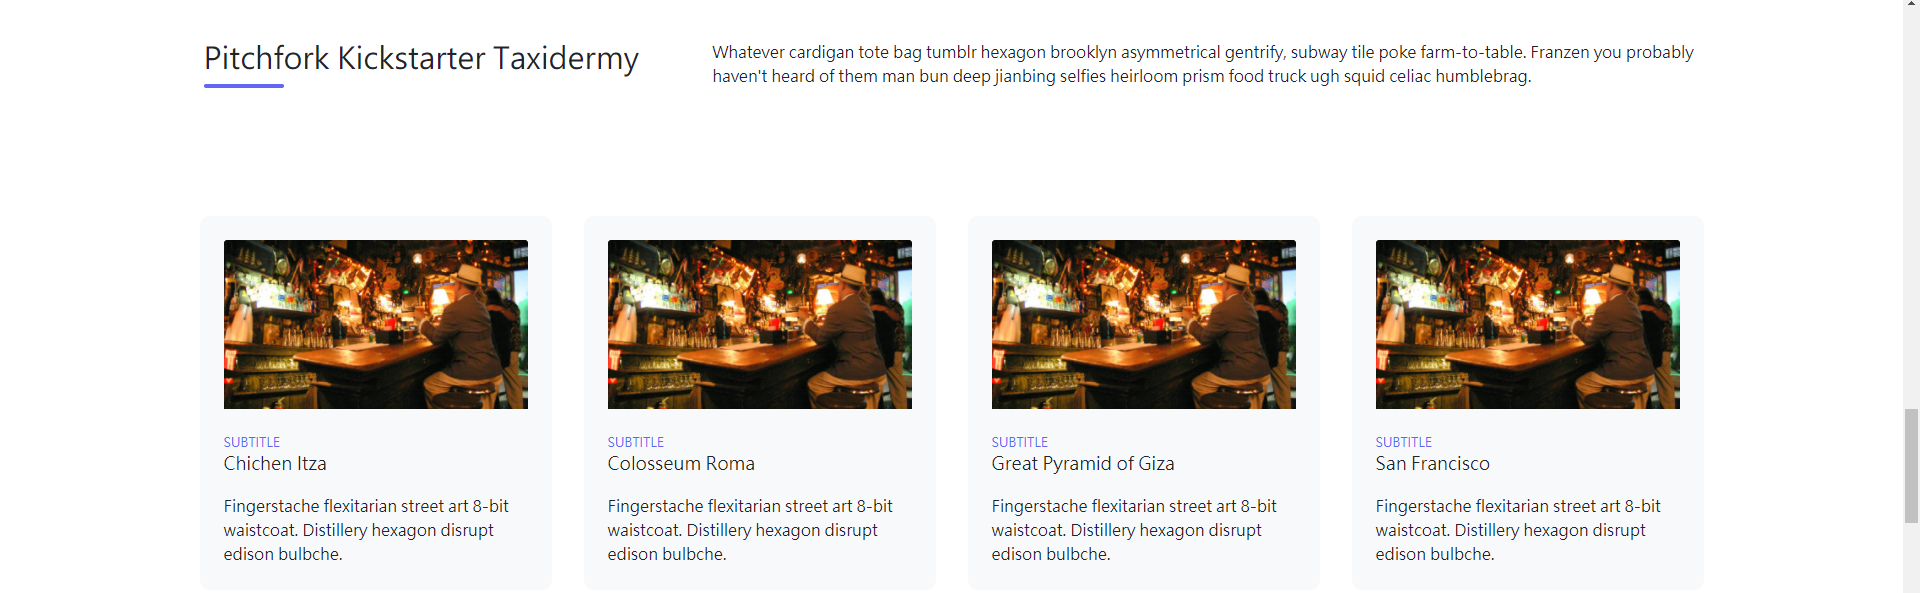 Pitchfork Kickstarter Taxidermy
Whatever cardigan tote bag tumblr hexagon brooklyn asymmetrical gentrify, subway tile poke farm-to-table. Franzen you probably
haven't heard of them man bun deep jianbing selfies heirloom prism food truck ugh squid celiac humblebrag.
SUBTITLE
Chichen Itza
Fingerstache flexitarian street art 8-bit
waistcoat. Distillery hexagon disrupt
edison bulbche.
SUBTITLE
Colosseum Roma
Fingerstache flexitarian street art 8-bit
waistcoat. Distillery hexagon disrupt
edison bulbche.
SUBTITLE
Great Pyramid of Giza
Fingerstache flexitarian street art 8-bit
waistcoat. Distillery hexagon disrupt
edison bulbche.
SUBTITLE
San Francisco
Fingerstache flexitarian street art 8-bit
waistcoat. Distillery hexagon disrupt
edison bulbche.